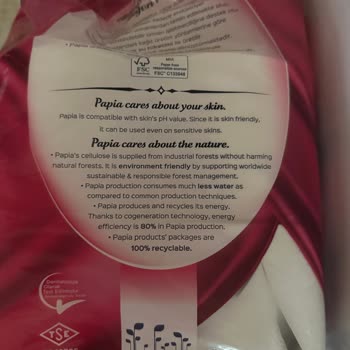 MIX
FSC
FSC® C133948
Papia cares about your skin.
Papia is compatible with skin's pH value. Since it is skin friendly,
it can be used even on sensitive skins.
Papia cares about the nature.
• Papia's cellulose is supplied from industrial forests without harming
natural forests. It is environment friendly by supporting worldwide
sustainable & responsible forest management.
• Papia production consumes much less water as
compared to common production techniques.
• Papia produces and recycles its energy.
Thanks to cogeneration technology, energy
efficiency is 80% in Papia production.
• Papia products' packages are
100% recyclable.
TSE